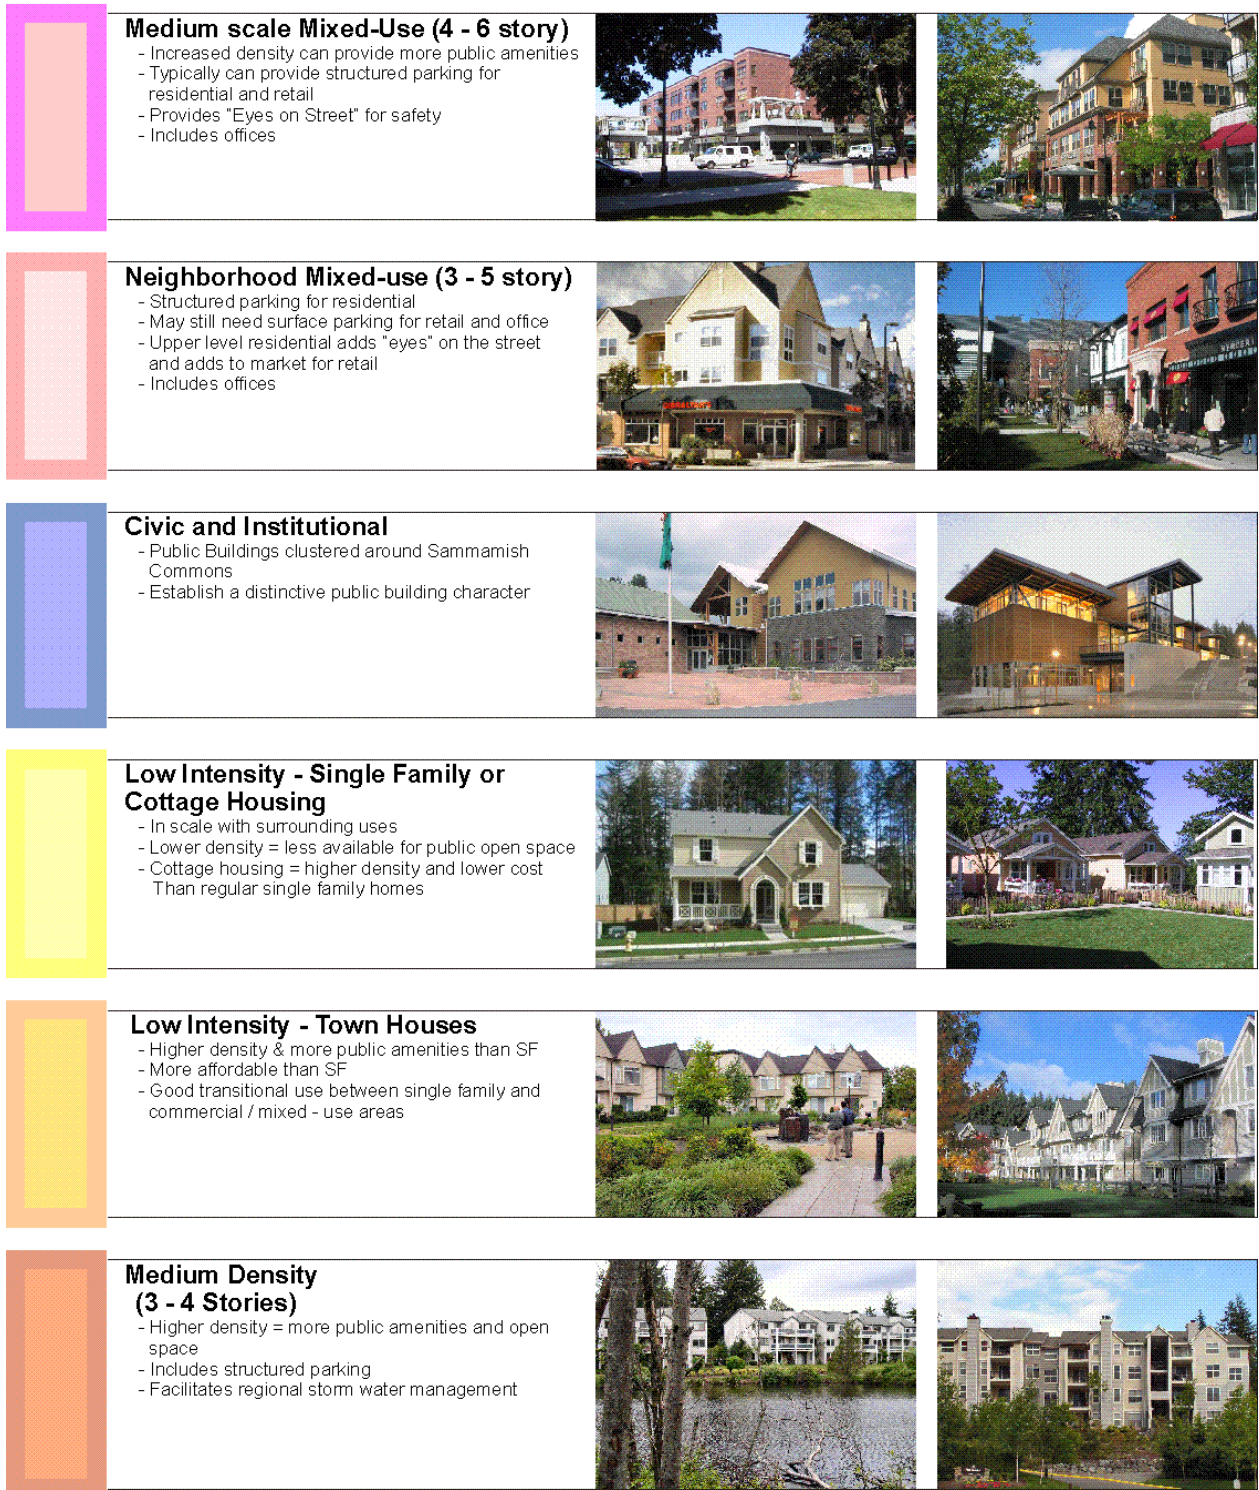 Medium scale Mixed-Use (4 - 6 story)
- Increased density can provide more public amenities
- Typically can provide structured parking for
residential and retail
- Provides "Eyes on Street" for safety
- Includes offices
Neighborhood Mixed-use (3 - 5 story)
- Structured parking for residential
- May still need surface parking for retail and office
- Upper level residential adds "eyes" on the street
and adds to market for retail
- Includes offices
Civic and Institutional
- Public Buildings clustered around Sammamish
Commons
- Establish a distinctive public building character
Low Intensity - Single Family or
Cottage Housing
- In scale with surrounding uses
- Lower density = less available for public open space
- Cottage housing = higher density and lower cost
Than regular single family homes
Low Intensity - Town Houses
- Higher density & more public amenities than SF
- More affordable than SF
- Good transitional use between single family and
commercial / mixed - use areas
Medium Density
(3 - 4 Stories)
- Higher density = more public amenities and open
space
- Includes structured parking
- Facilitates regional storm water management